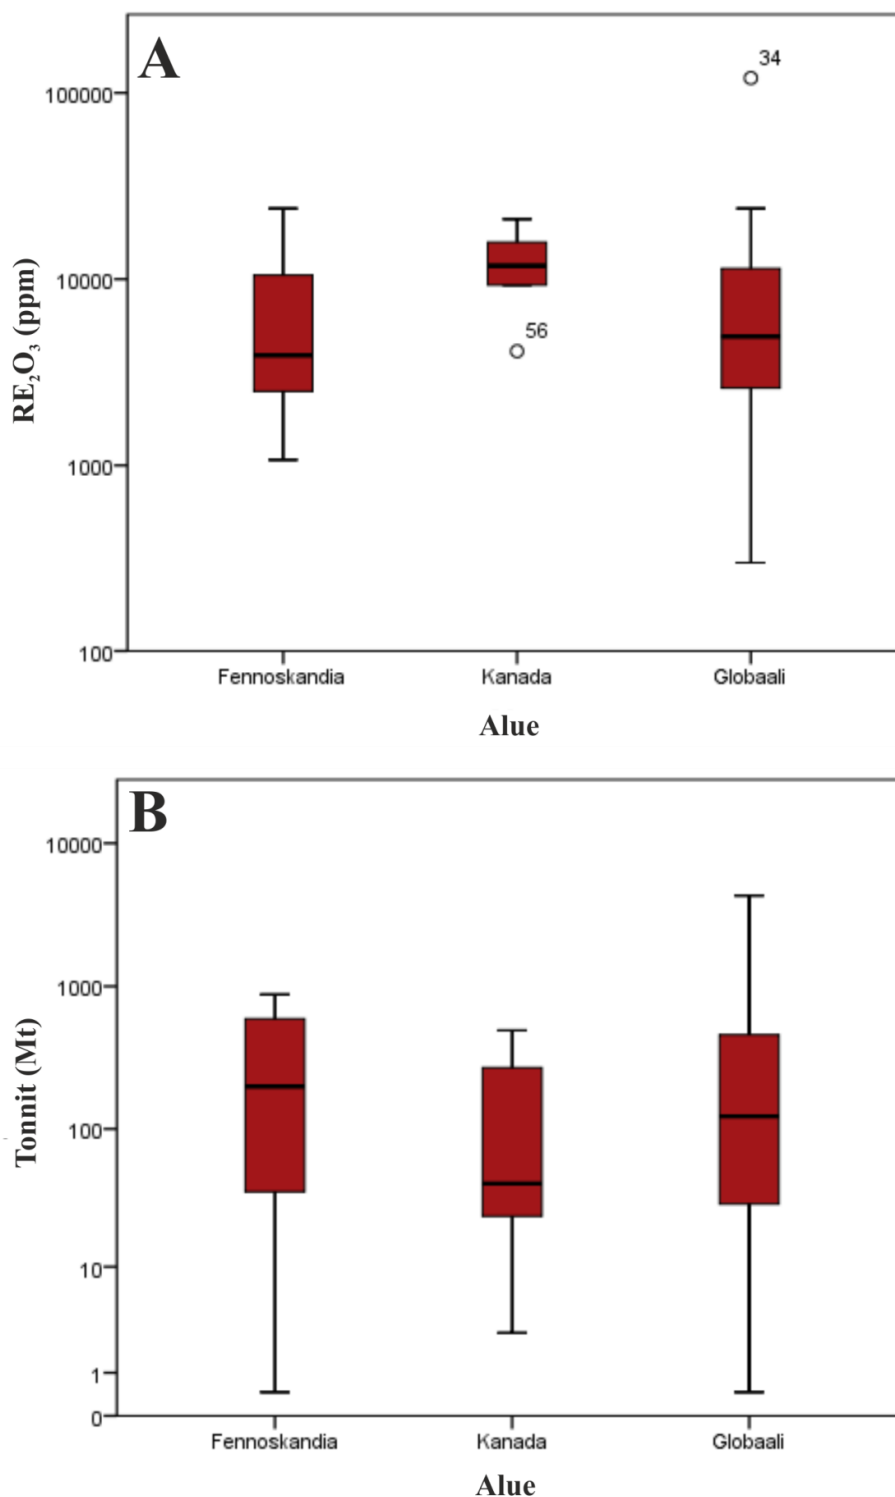 A
34
100000
10000
56
RE₂O₃ (ppm)
1000
100
Fennoskandia Kanada Globaali
Alue
B
10000
1000
Tonnit (Mt)
100
10
1
0
Fennoskandia Kanada Globaali
Alue